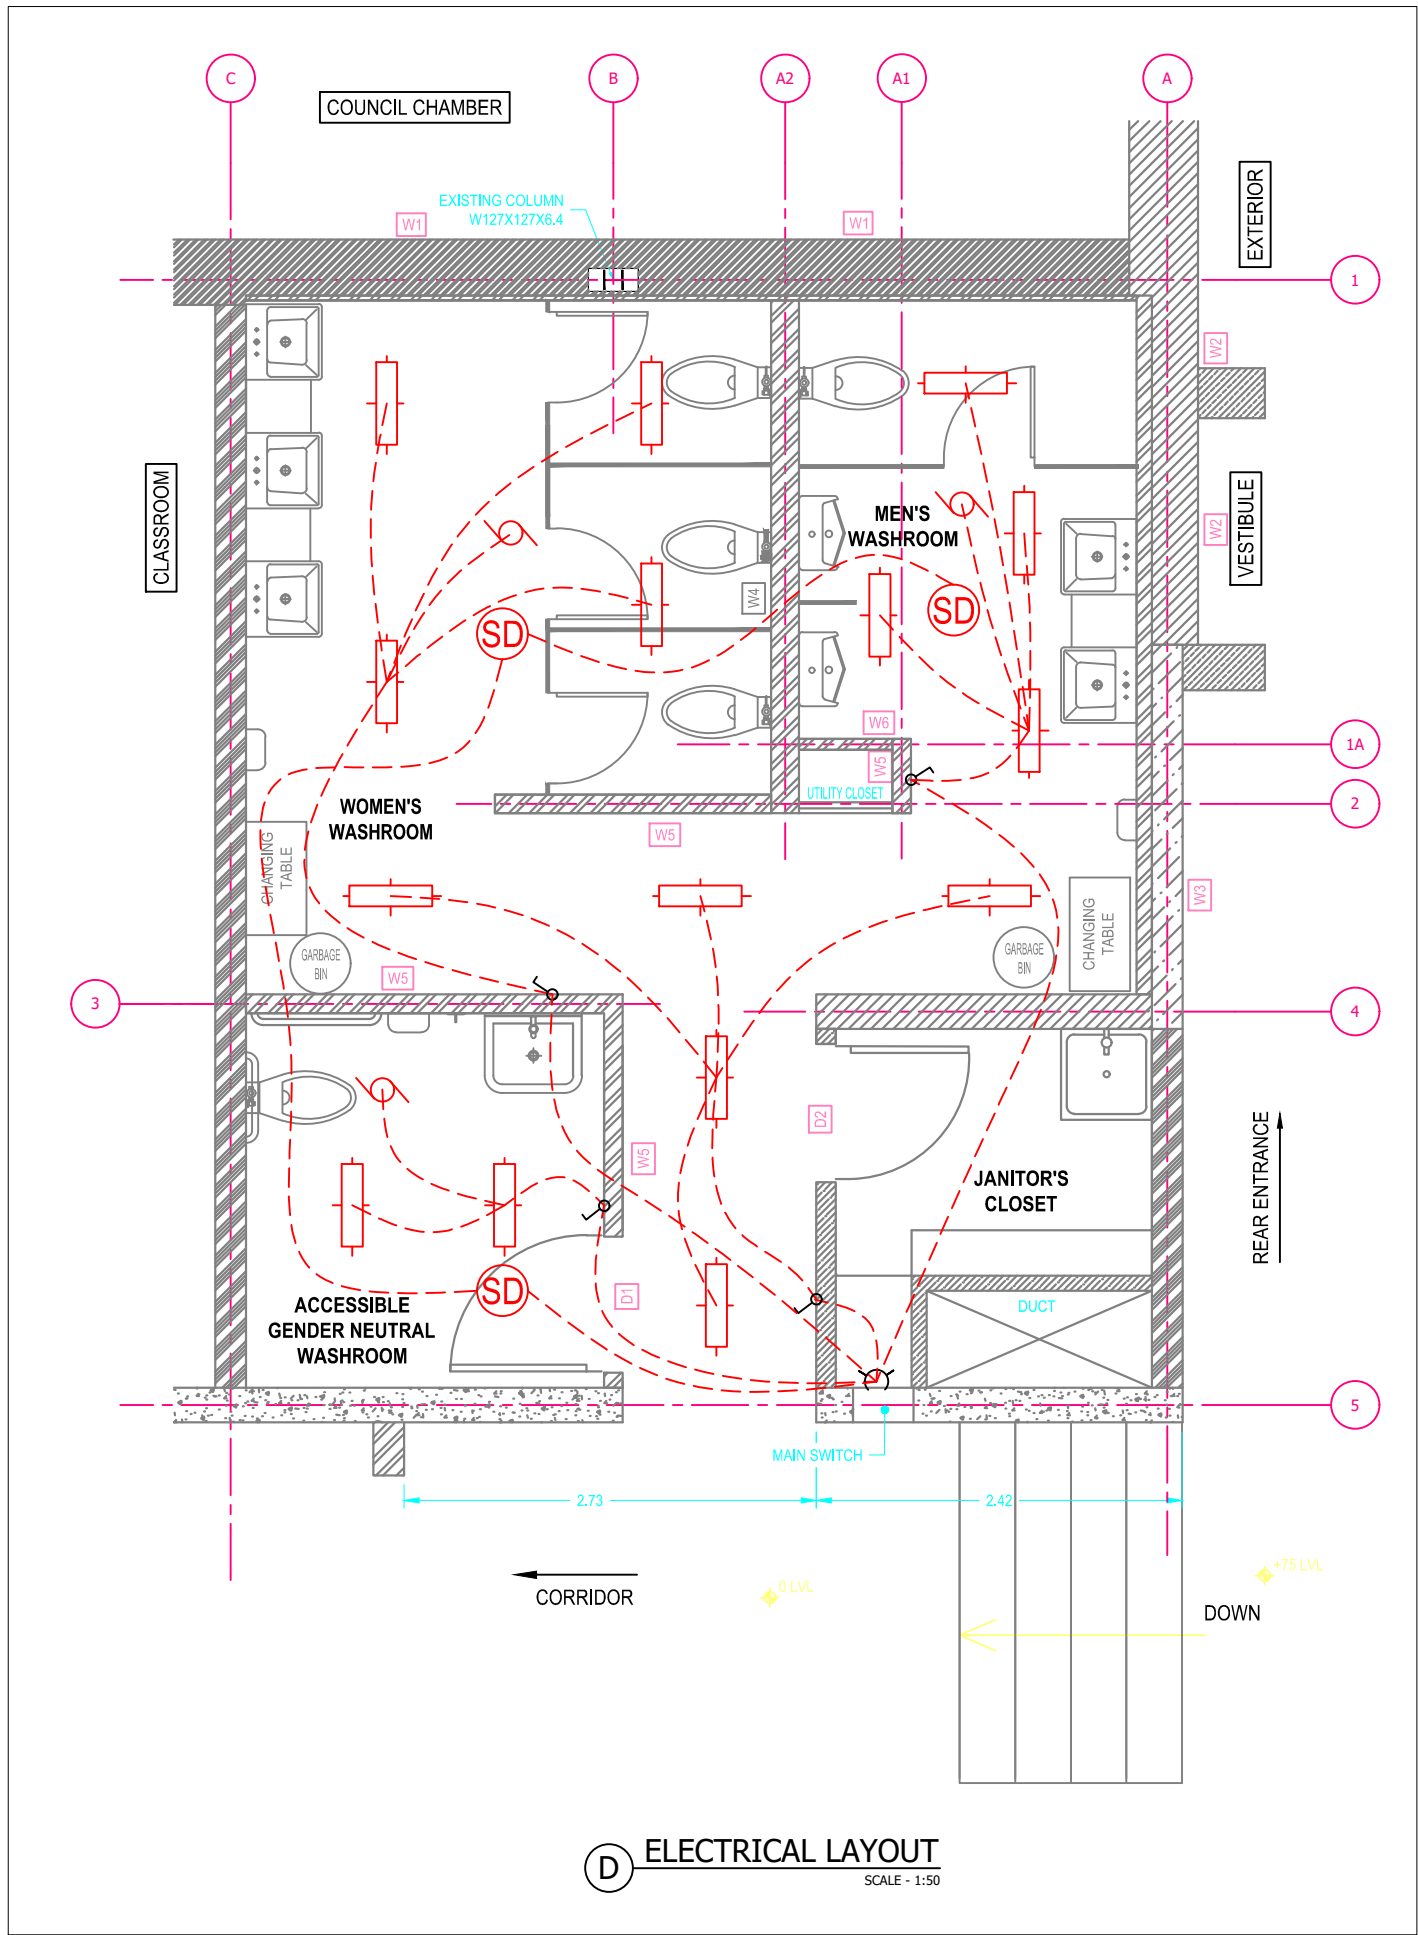 C
B
A2
A1
A
COUNCIL CHAMBER
EXISTING COLUMN
W127X127X6.4
W1
W1
EXTERIOR
1
W2
CLASSROOM
W2
VESTIBULE
MEN'S
WASHROOM
W4
SD
SD
W6
W5
1A
UTILITY CLOSET
2
WOMEN'S
WASHROOM
W5
CHANGING
TABLE
W3
CHANGING
TABLE
GARBAGE
BIN
GARBAGE
BIN
W5
3
4
D2
W5
REAR ENTRANCE
JANITOR'S
CLOSET
SD
D1
DUCT
ACCESSIBLE
GENDER NEUTRAL
WASHROOM
5
MAIN SWITCH
2.73
2.42
CORRIDOR
0 LVL
+75 LVL
DOWN
D
ELECTRICAL LAYOUT
SCALE - 1:50